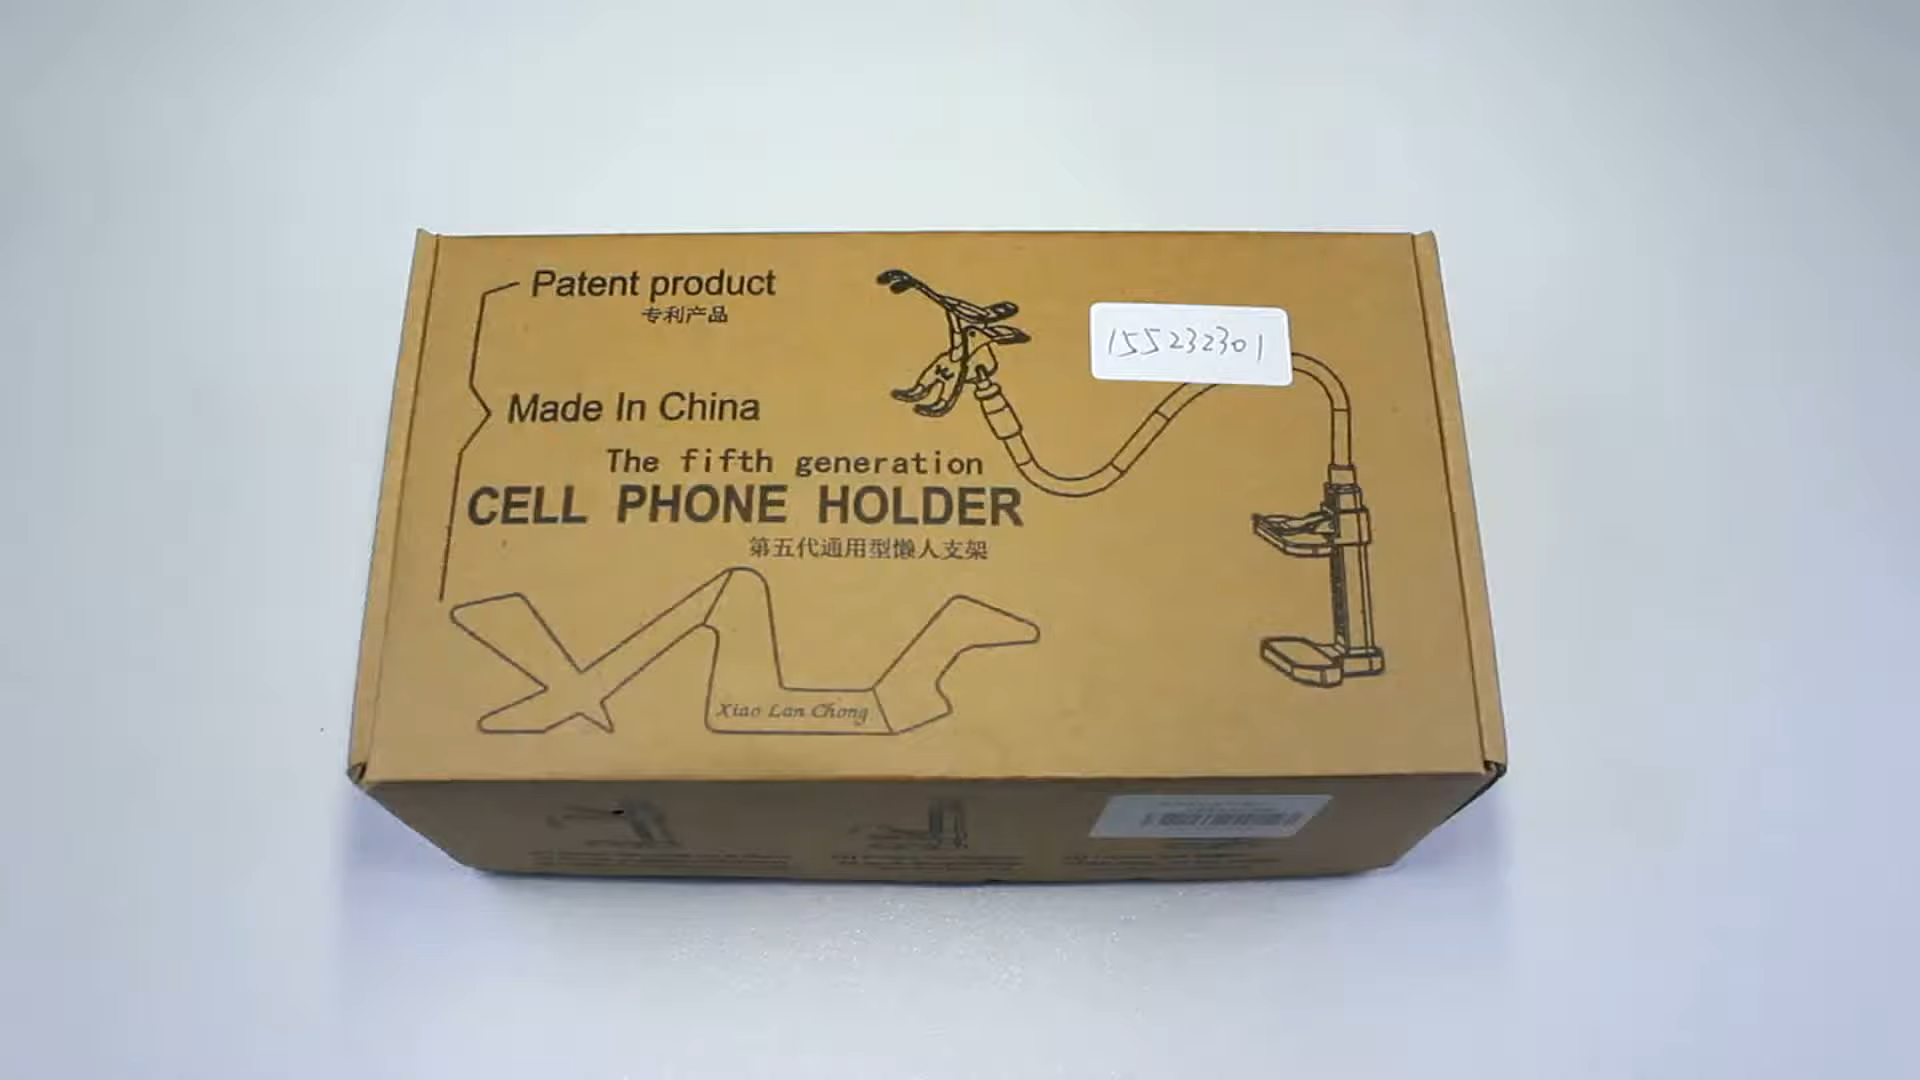 Patent product
专利产品
155232301
Made In China
The fifth generation
CELL PHONE HOLDER
第五代通用型懒人支架
Xiao Lan Chong